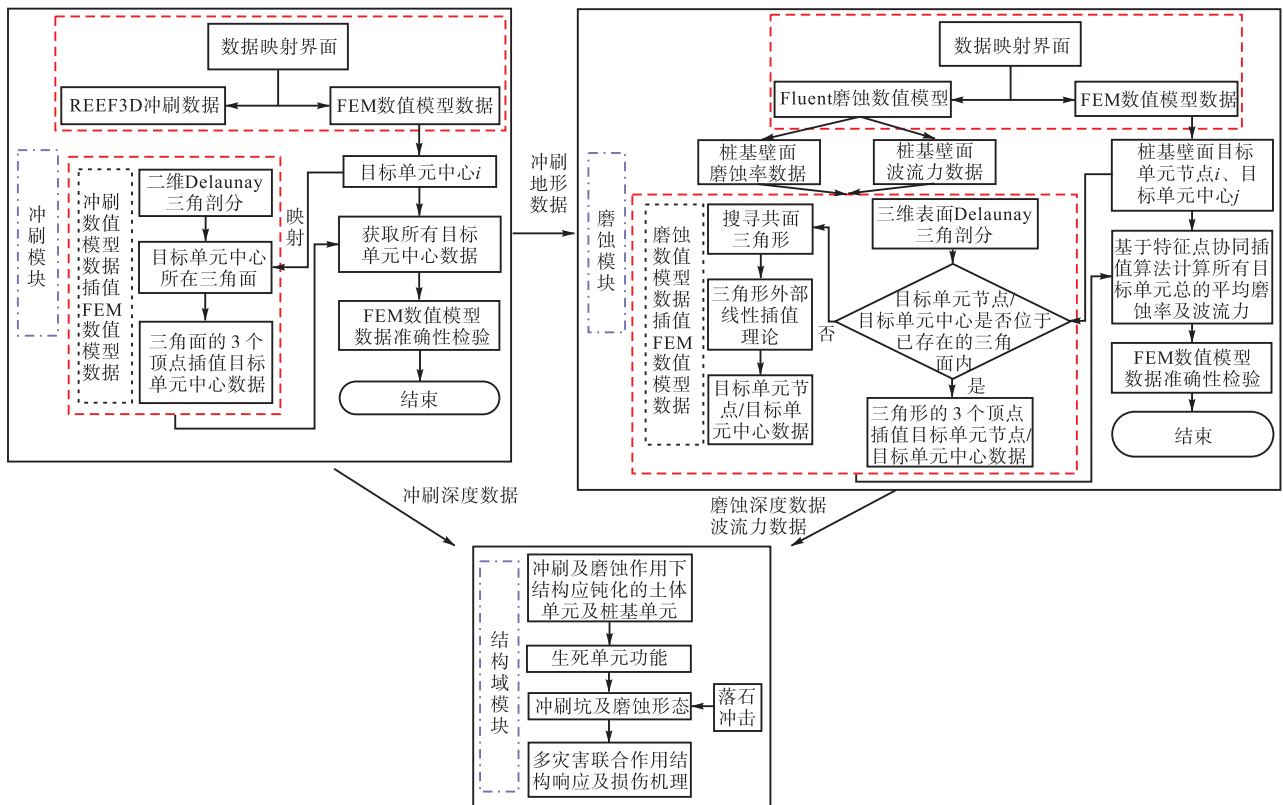 数据映射界面
REEF3D冲刷数据
FEM数值模型数据
冲刷模块
冲刷
数值
模型
数据
插值
FEM
数值
模型
数据
二维Delaunay
三角剖分
目标单元中心
所在三角面
三角面的3个
顶点插值目标
单元中心数据
映射
目标单元中心i
获取所有目标
单元中心数据
FEM数值模型
数据准确性检验
结束
冲刷
地形
数据
数据映射界面
Fluent磨蚀数值模型
FEM数值模型数据
桩基壁面
磨蚀率数据
桩基壁面
波流力数据
磨蚀模块
磨蚀
数值
模型
数据
插值
FEM
数值
模型
数据
搜寻共面
三角形
三角形外部
线性插值
理论
目标单元节
点/目标单
元中心数据
三维表面Delaunay
三角剖分
目标单元节点/
目标单元中心是否位于
已存在的三角
面内
否
是
三角形的3个顶点
插值目标单元节点/
目标单元中心数据
桩基壁面目标
单元节点i、目
标单元中心j
基于特征点协同插
值算法计算所有目
标单元总的平均磨
蚀率及波流力
FEM数值模型
数据准确性检验
结束
冲刷深度数据
磨蚀深度数据
波流力数据
结构域模块
冲刷及磨蚀作用下
结构应钝化的土体
单元及桩基单元
生死单元功能
冲刷坑及磨蚀形态
落石
冲击
多灾害联合作用结
构响应及损伤机理